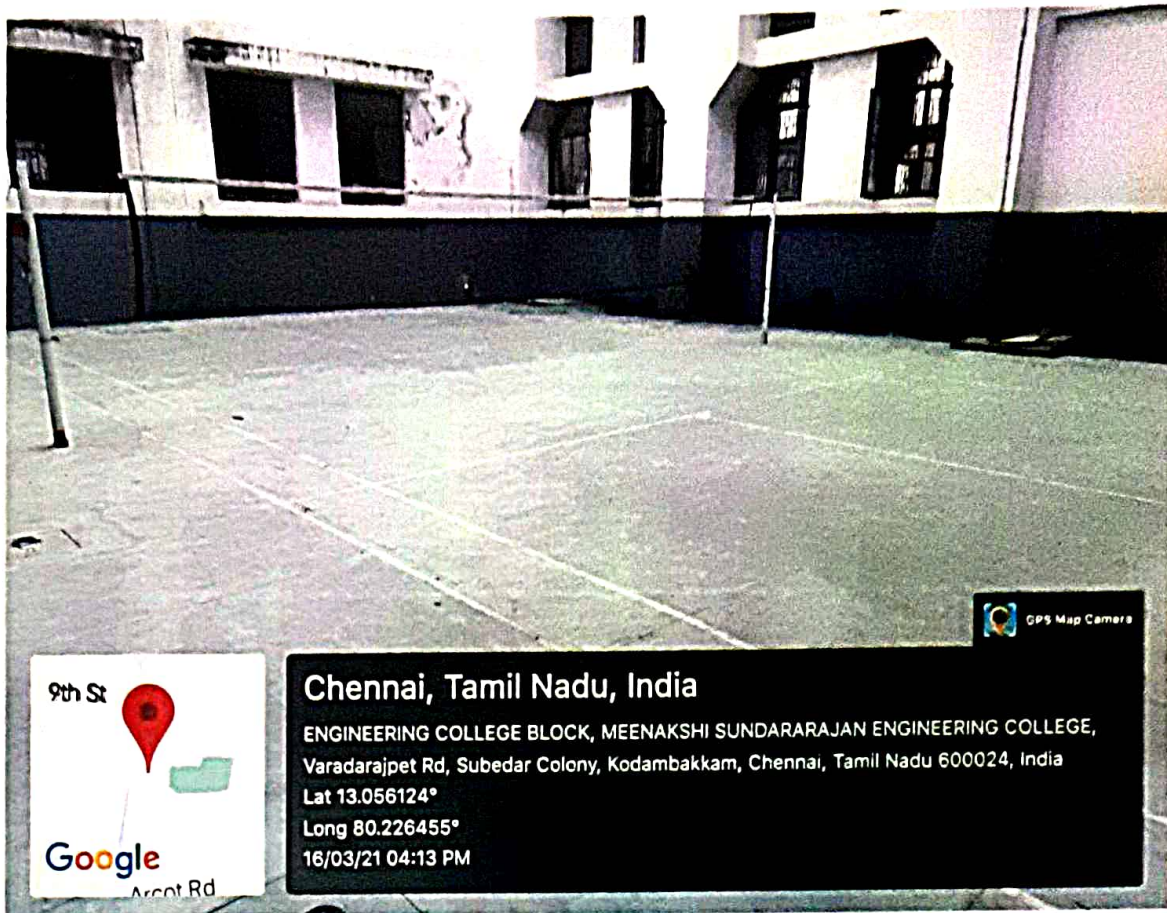 GPS Map Camera
9th St
Google
Arcot Rd
Chennai, Tamil Nadu, India
ENGINEERING COLLEGE BLOCK, MEENAKSHI SUNDARARAJAN ENGINEERING COLLEGE,
Varadarajpet Rd, Subedar Colony, Kodambakkam, Chennai, Tamil Nadu 600024, India
Lat 13.056124°
Long 80.226455°
16/03/21 04:13 PM